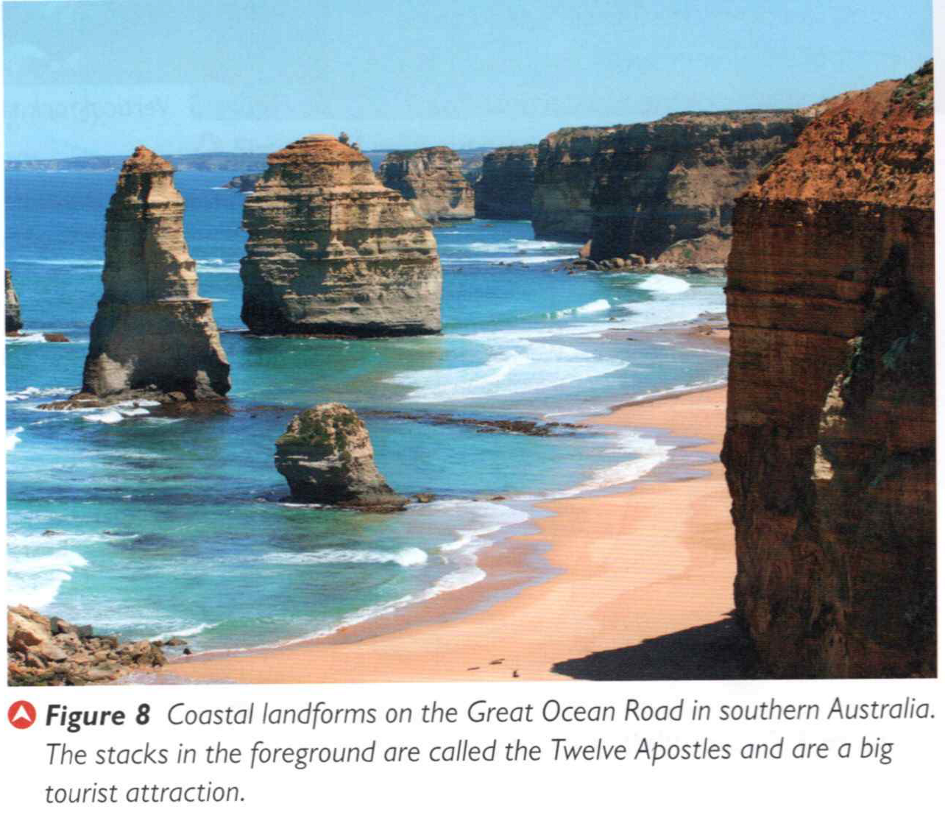 Figure 8 Coastal landforms on the Great Ocean Road in southern Australia.
The stacks in the foreground are called the Twelve Apostles and are a big
tourist attraction.